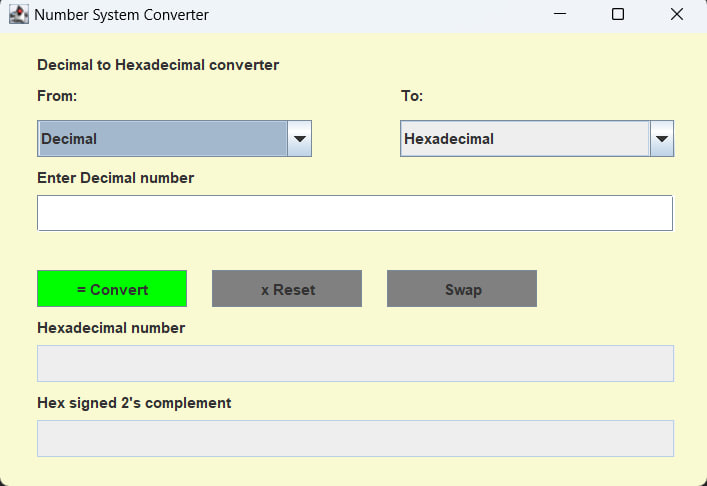 Number System Converter
Decimal to Hexadecimal converter
From: To:
Decimal Hexadecimal
Enter Decimal number
= Convert x Reset Swap
Hexadecimal number
Hex signed 2's complement